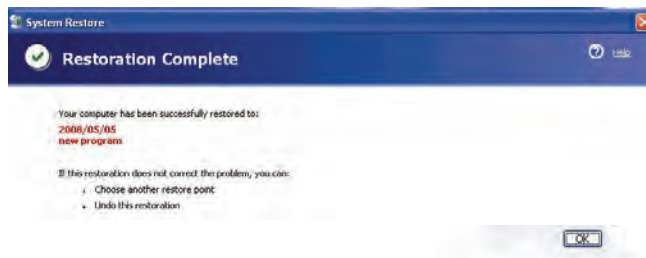 System Restore
Restoration Complete
Help
Your computer has been successfully restored to:
2008/05/05
new program
If this restoration does not correct the problem, you can:
Choose another restore point
Undo this restoration
OK